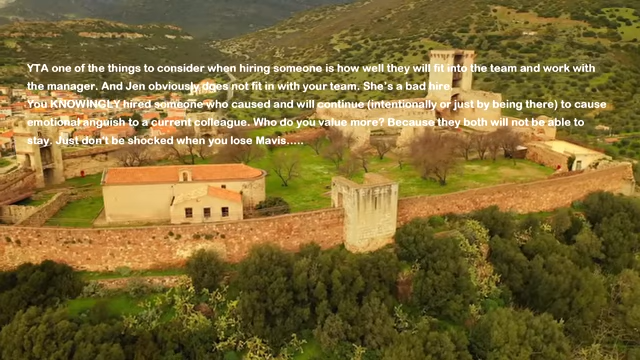 YTA one of the things to consider when hiring someone is how well they will fit into the team and work with
the manager. And Jen obviously does not fit in with your team. She's a bad hire.
You KNOWINGLY hired someone who caused and will continue (intentionally or just by being there) to cause
emotional anguish to a current colleague. Who do you value more? Because they both will not be able to
stay. Just don't be shocked when you lose Mavis.....